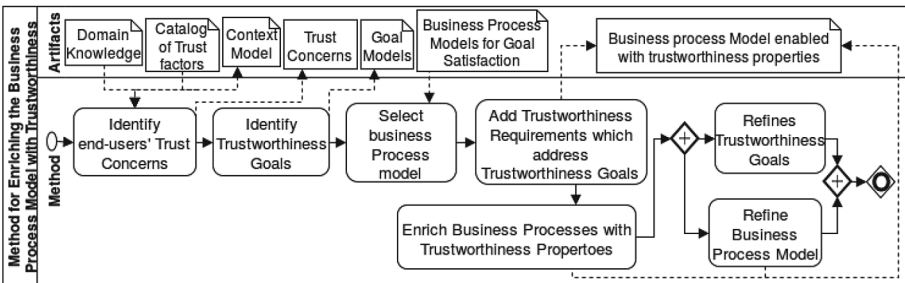 Method for Enriching the Business
Process Model with Trustworthiness
Artifacts
Domain
Knowledge
Catalog
of Trust
factors
Context
Model
Trust
Concerns
Goal
Models
Business Process
Models for Goal
Satisfaction
Business process Model enabled
with trustworthiness properties
Method
Identify
end-users' Trust
Concerns
Identify
Trustworthiness
Goals
Select
business
Process
model
Add Trustworthiness
Requirements which
address
Trustworthiness Goals
Enrich Business Processes with
Trustworthiness Propertoes
Refines
Trustworthiness
Goals
Refine
Business
Process Model